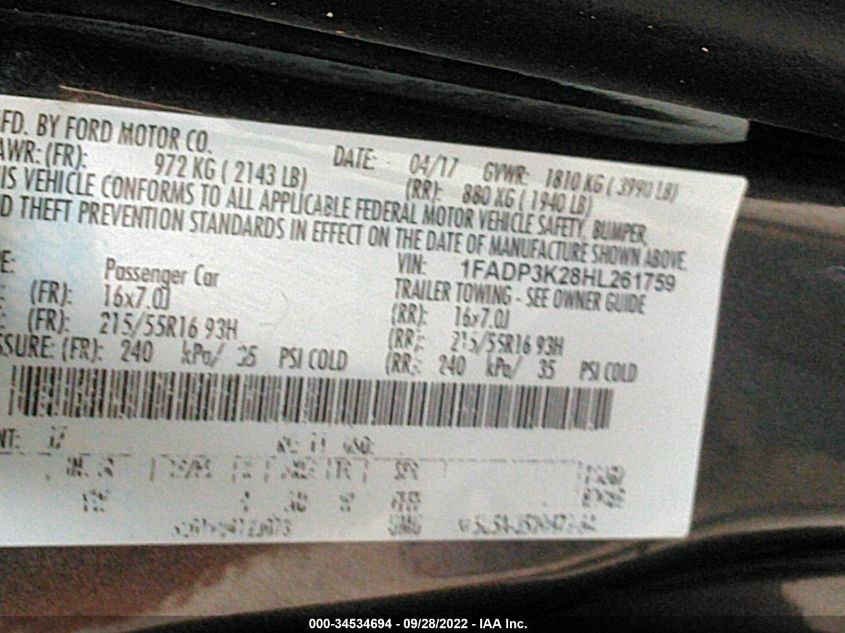 FD. BY FORD MOTOR CO.
DATE: 04/17 GVWR: 1810 KG ( 3990 LB)
AWR: (FR): 972 KG ( 2143 LB) (RR): 880 KG ( 1940 LB)
IS VEHICLE CONFORMS TO ALL APPLICABLE FEDERAL MOTOR VEHICLE SAFETY, BUMPER,
D THEFT PREVENTION STANDARDS IN EFFECT ON THE DATE OF MANUFACTURE SHOWN ABOVE.
VIN: 1FADP3K28HL261759
E: Passenger Car TRAILER TOWING - SEE OWNER GUIDE
(FR): 16x7.0J (RR): 16x7.0J
(FR): 215/55R16 93H (RR): 215/55R16 93H
SSURE: (FR): 240 kPa/ 35 PSI COLD (RR): 240 kPa/ 35 PSI COLD
NT:
000-34534694 - 09/28/2022 - IAA Inc.